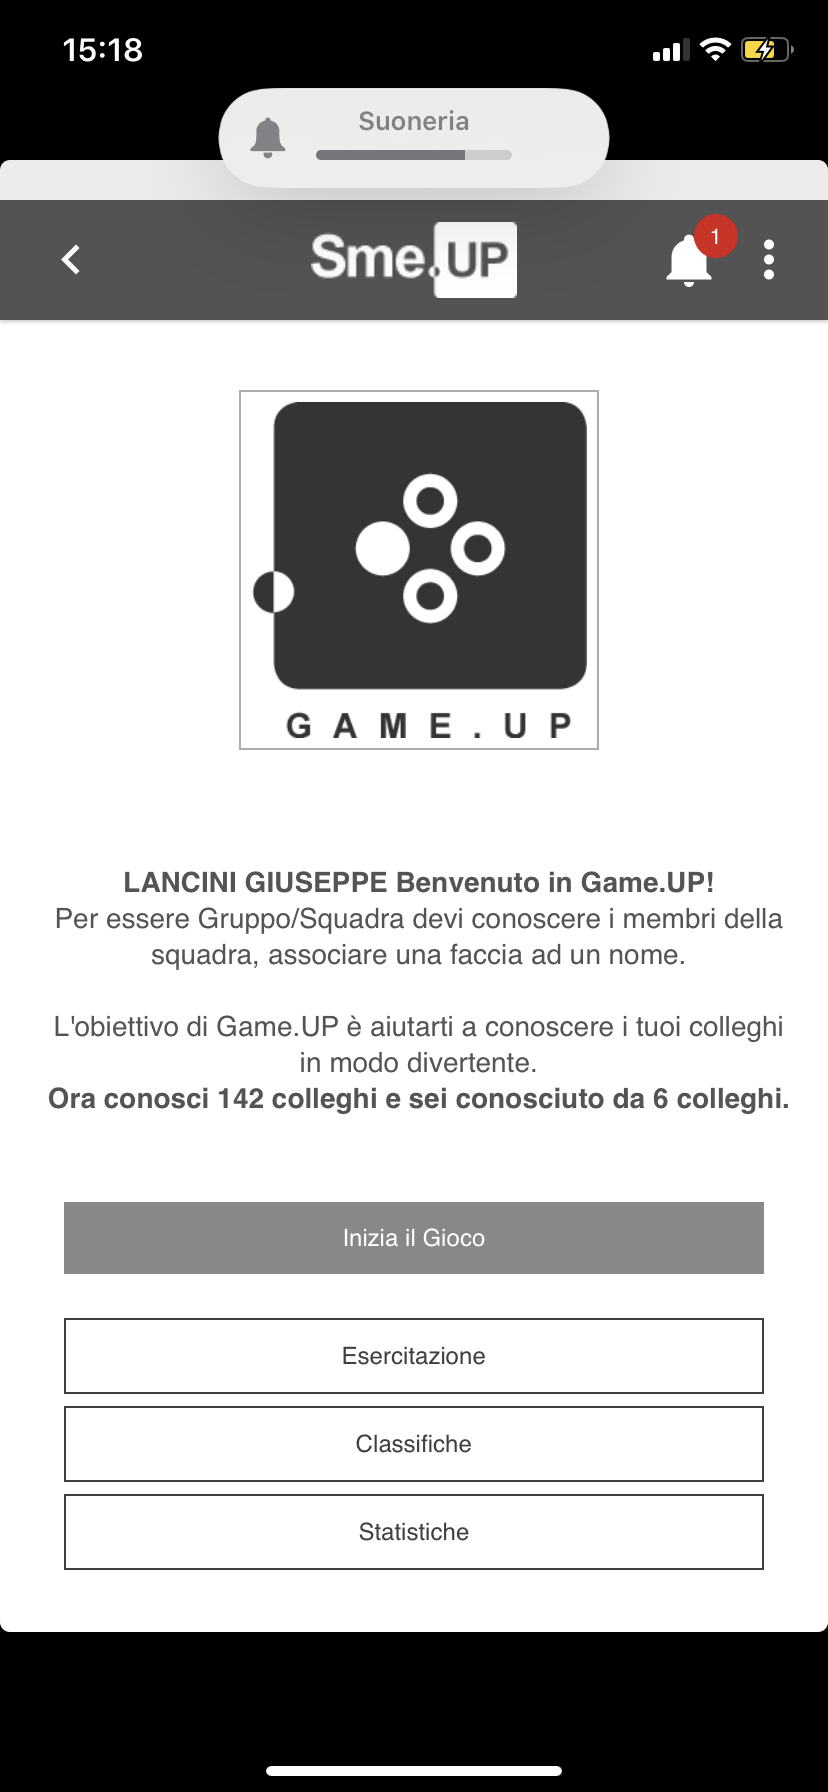 15:18
Suoneria
Sme.UP
1
GAME.UP
LANCINI GIUSEPPE Benvenuto in Game.UP!
Per essere Gruppo/Squadra devi conoscere i membri della
squadra, associare una faccia ad un nome.
L'obiettivo di Game.UP è aiutarti a conoscere i tuoi colleghi
in modo divertente.
Ora conosci 142 colleghi e sei conosciuto da 6 colleghi.
Inizia il Gioco
Esercitazione
Classifiche
Statistiche